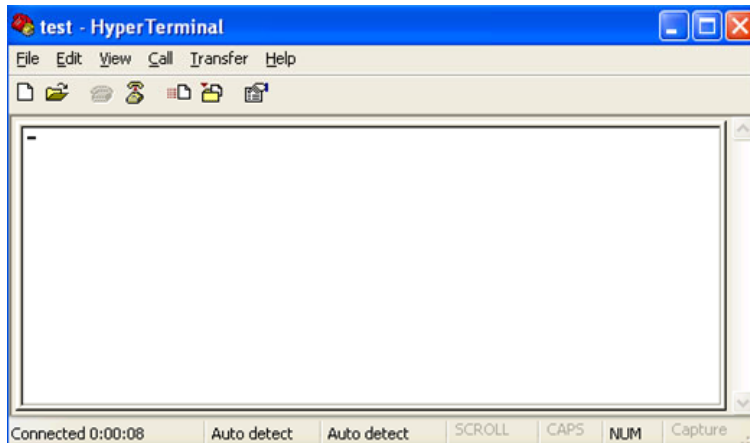 test - HyperTerminal
File Edit View Call Transfer Help
Connected 0:00:08 Auto detect Auto detect SCROLL CAPS NUM Capture